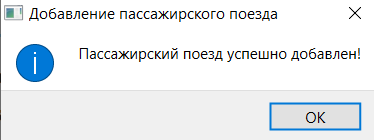 Добавление пассажирского поезда
Пассажирский поезд успешно добавлен!
OK